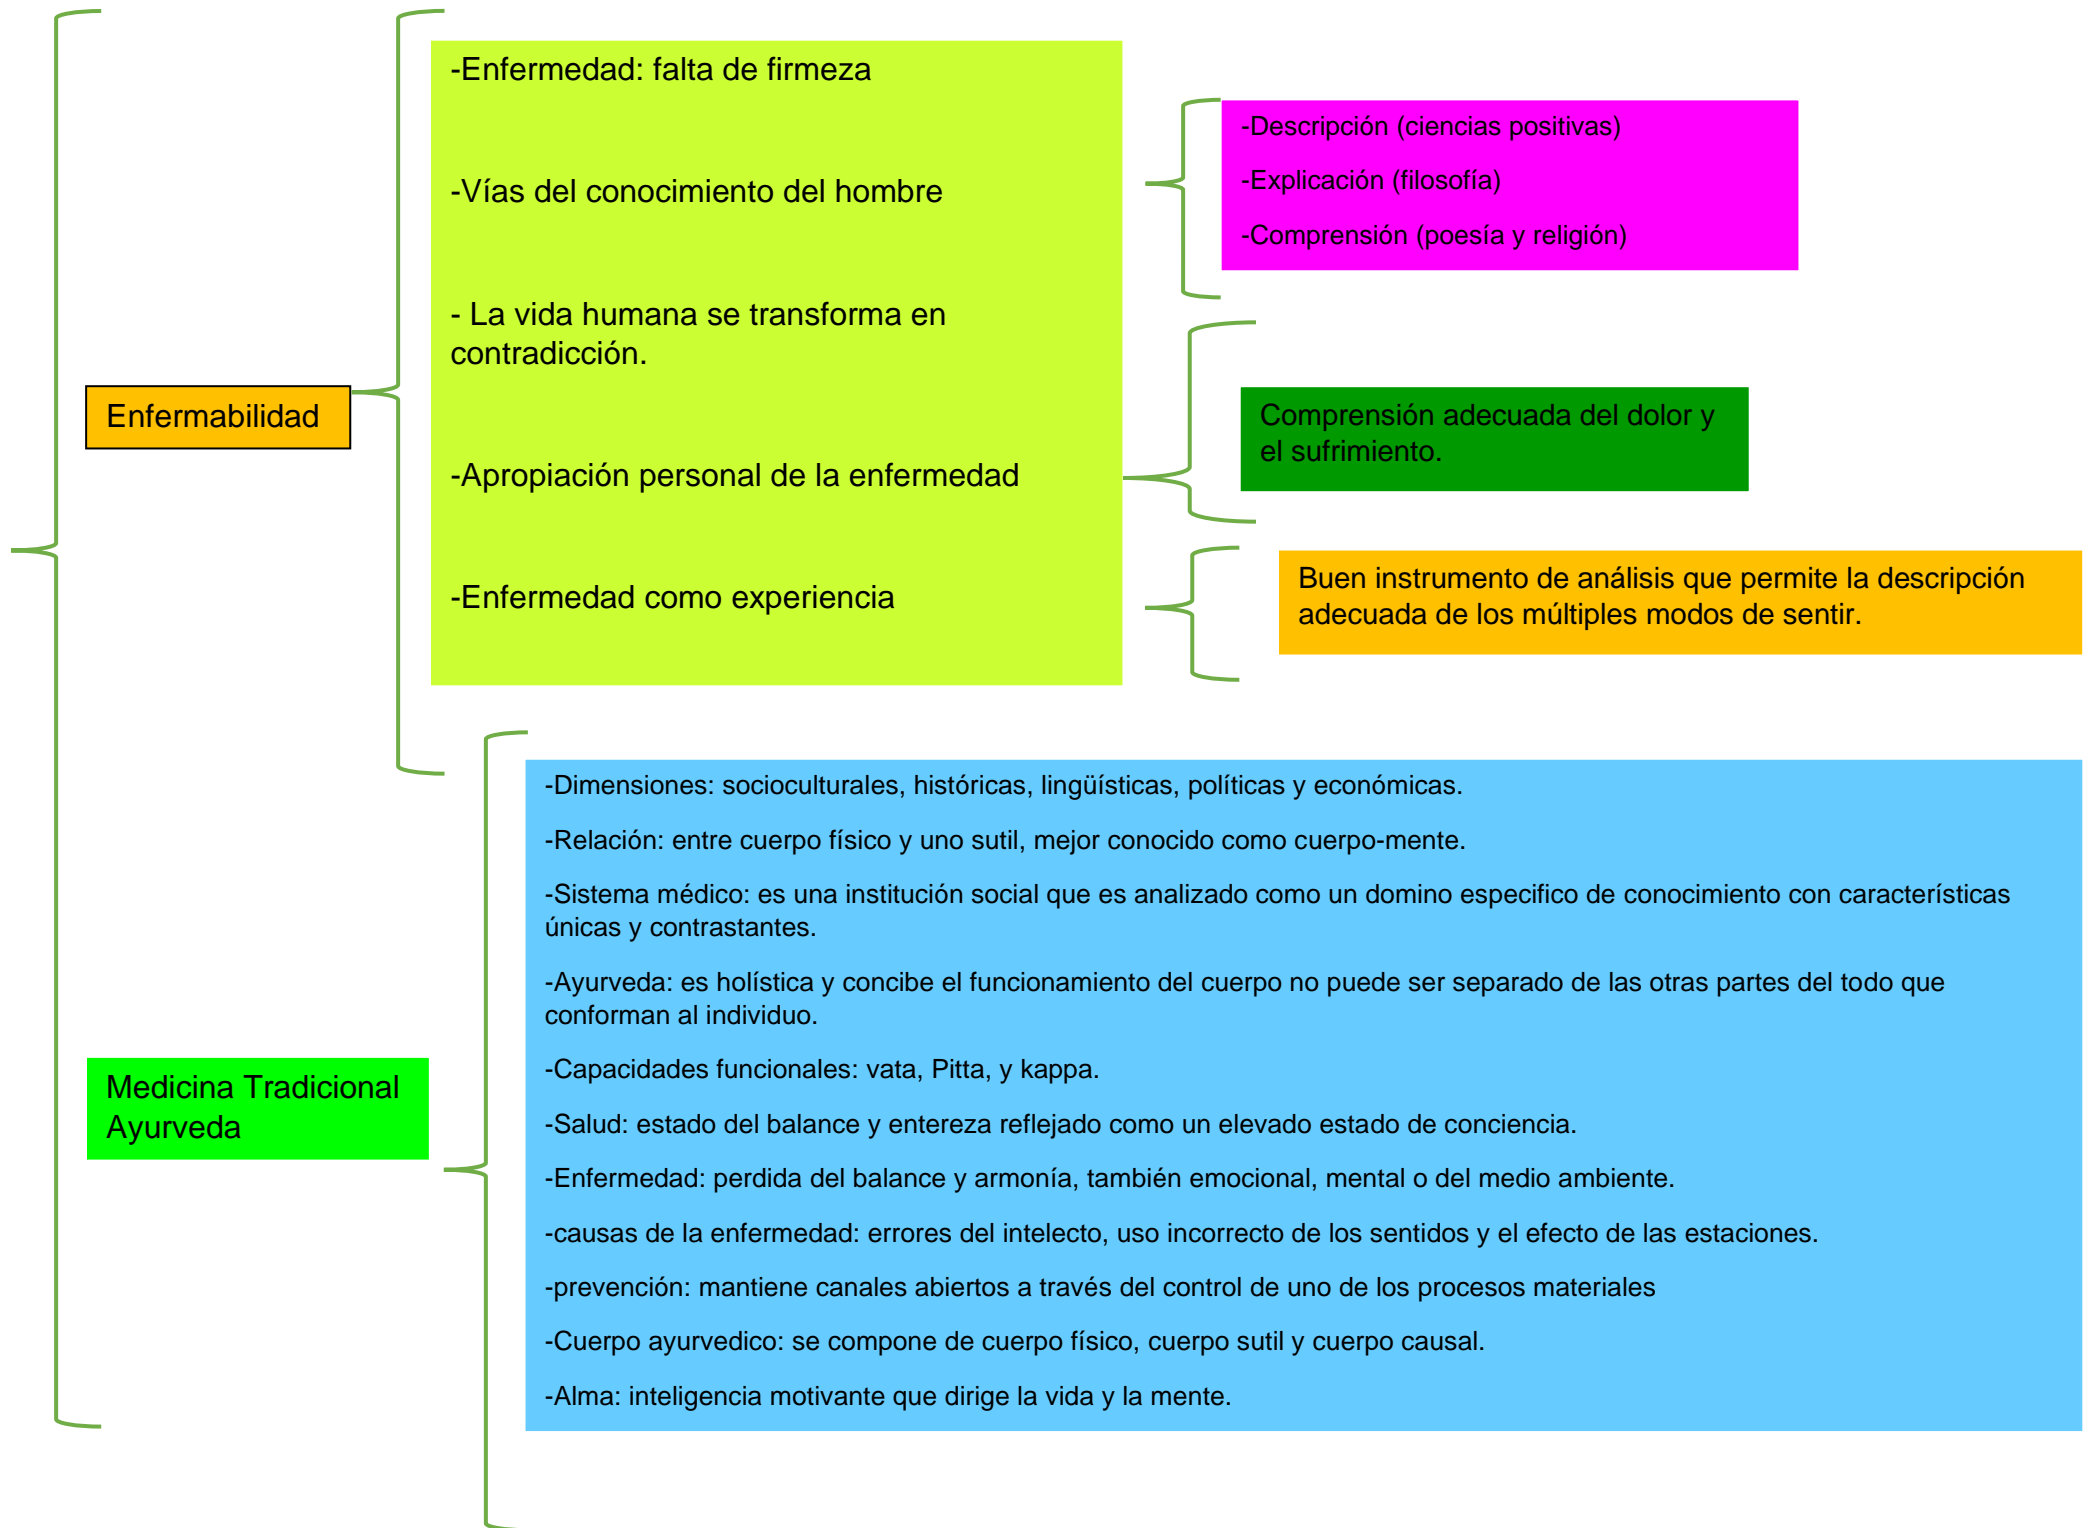 Enfermabilidad
-Enfermedad: falta de firmeza
-Vías del conocimiento del hombre
- La vida humana se transforma en
contradicción.
-Apropiación personal de la enfermedad
-Enfermedad como experiencia
-Descripción (ciencias positivas)
-Explicación (filosofía)
-Comprensión (poesía y religión)
Comprensión adecuada del dolor y
el sufrimiento.
Buen instrumento de análisis que permite la descripción
adecuada de los múltiples modos de sentir.
Medicina Tradicional
Ayurveda
-Dimensiones: socioculturales, históricas, lingüísticas, políticas y económicas.
-Relación: entre cuerpo físico y uno sutil, mejor conocido como cuerpo-mente.
-Sistema médico: es una institución social que es analizado como un domino especifico de conocimiento con características
únicas y contrastantes.
-Ayurveda: es holística y concibe el funcionamiento del cuerpo no puede ser separado de las otras partes del todo que
conforman al individuo.
-Capacidades funcionales: vata, Pitta, y kappa.
-Salud: estado del balance y entereza reflejado como un elevado estado de conciencia.
-Enfermedad: perdida del balance y armonía, también emocional, mental o del medio ambiente.
-causas de la enfermedad: errores del intelecto, uso incorrecto de los sentidos y el efecto de las estaciones.
-prevención: mantiene canales abiertos a través del control de uno de los procesos materiales
-Cuerpo ayurvedico: se compone de cuerpo físico, cuerpo sutil y cuerpo causal.
-Alma: inteligencia motivante que dirige la vida y la mente.